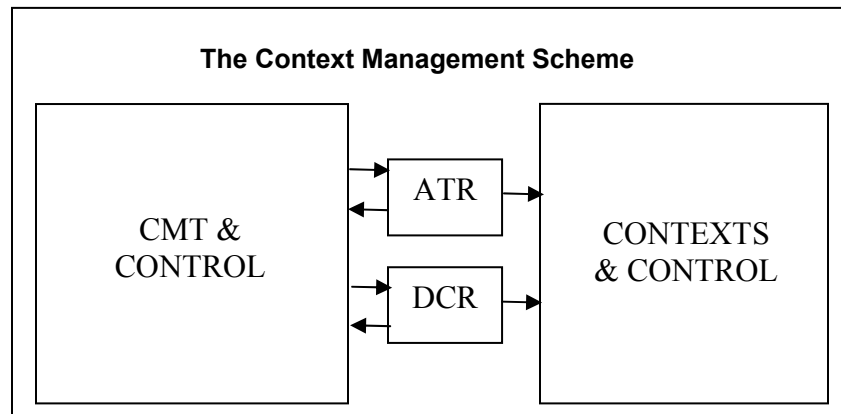 The Context Management Scheme
CMT &
CONTROL
ATR
DCR
CONTEXTS
& CONTROL